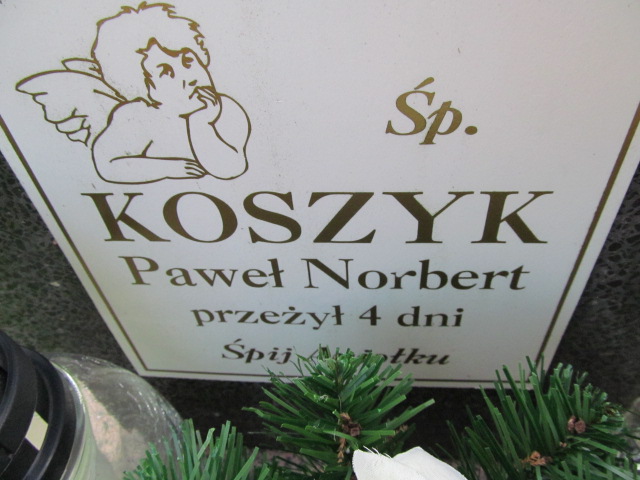 Śp.
KOSZYK
Paweł Norbert
przeżył 4 dni
Śpij